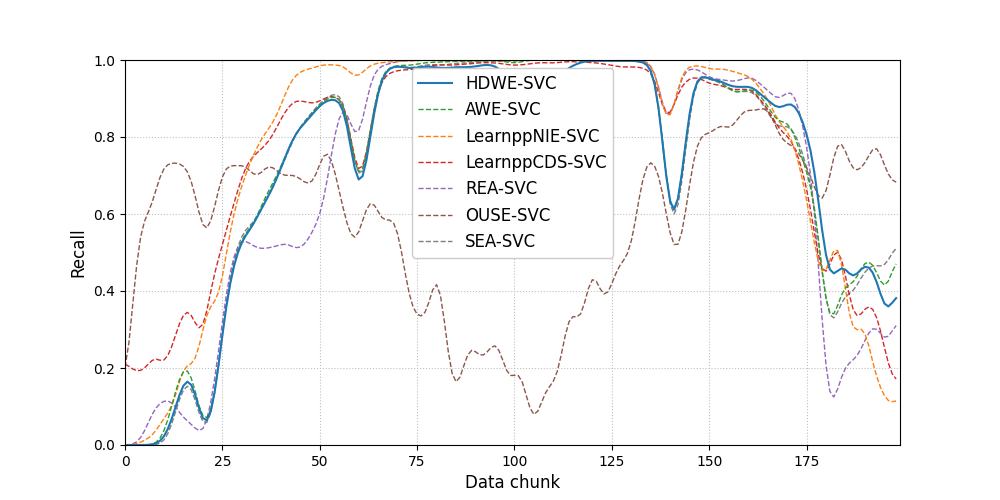 1.0
0.8
0.6
0.4
0.2
0.0
Recall
HDWE-SVC
AWE-SVC
LearnppNIE-SVC
LearnppCDS-SVC
REA-SVC
OUSE-SVC
SEA-SVC
0 25 50 75 100 125 150 175
Data chunk